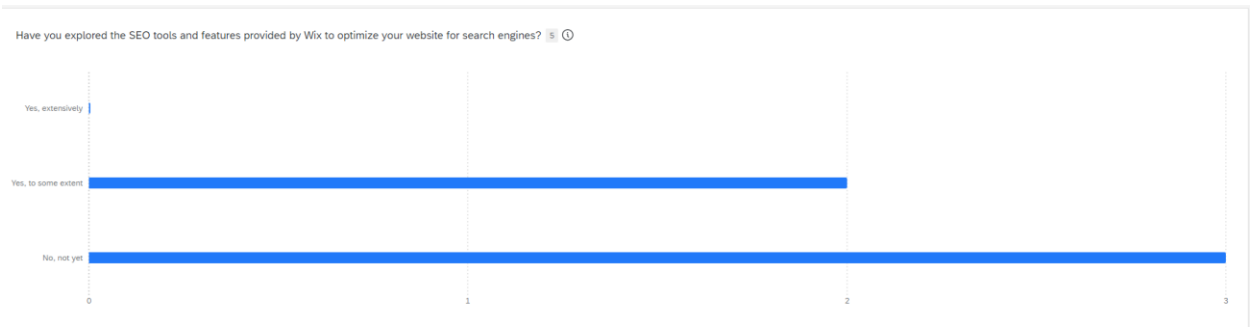 Have you explored the SEO tools and features provided by Wix to optimize your website for search engines? 5
Yes, extensively
Yes, to some extent
No, not yet
0 1 2 3